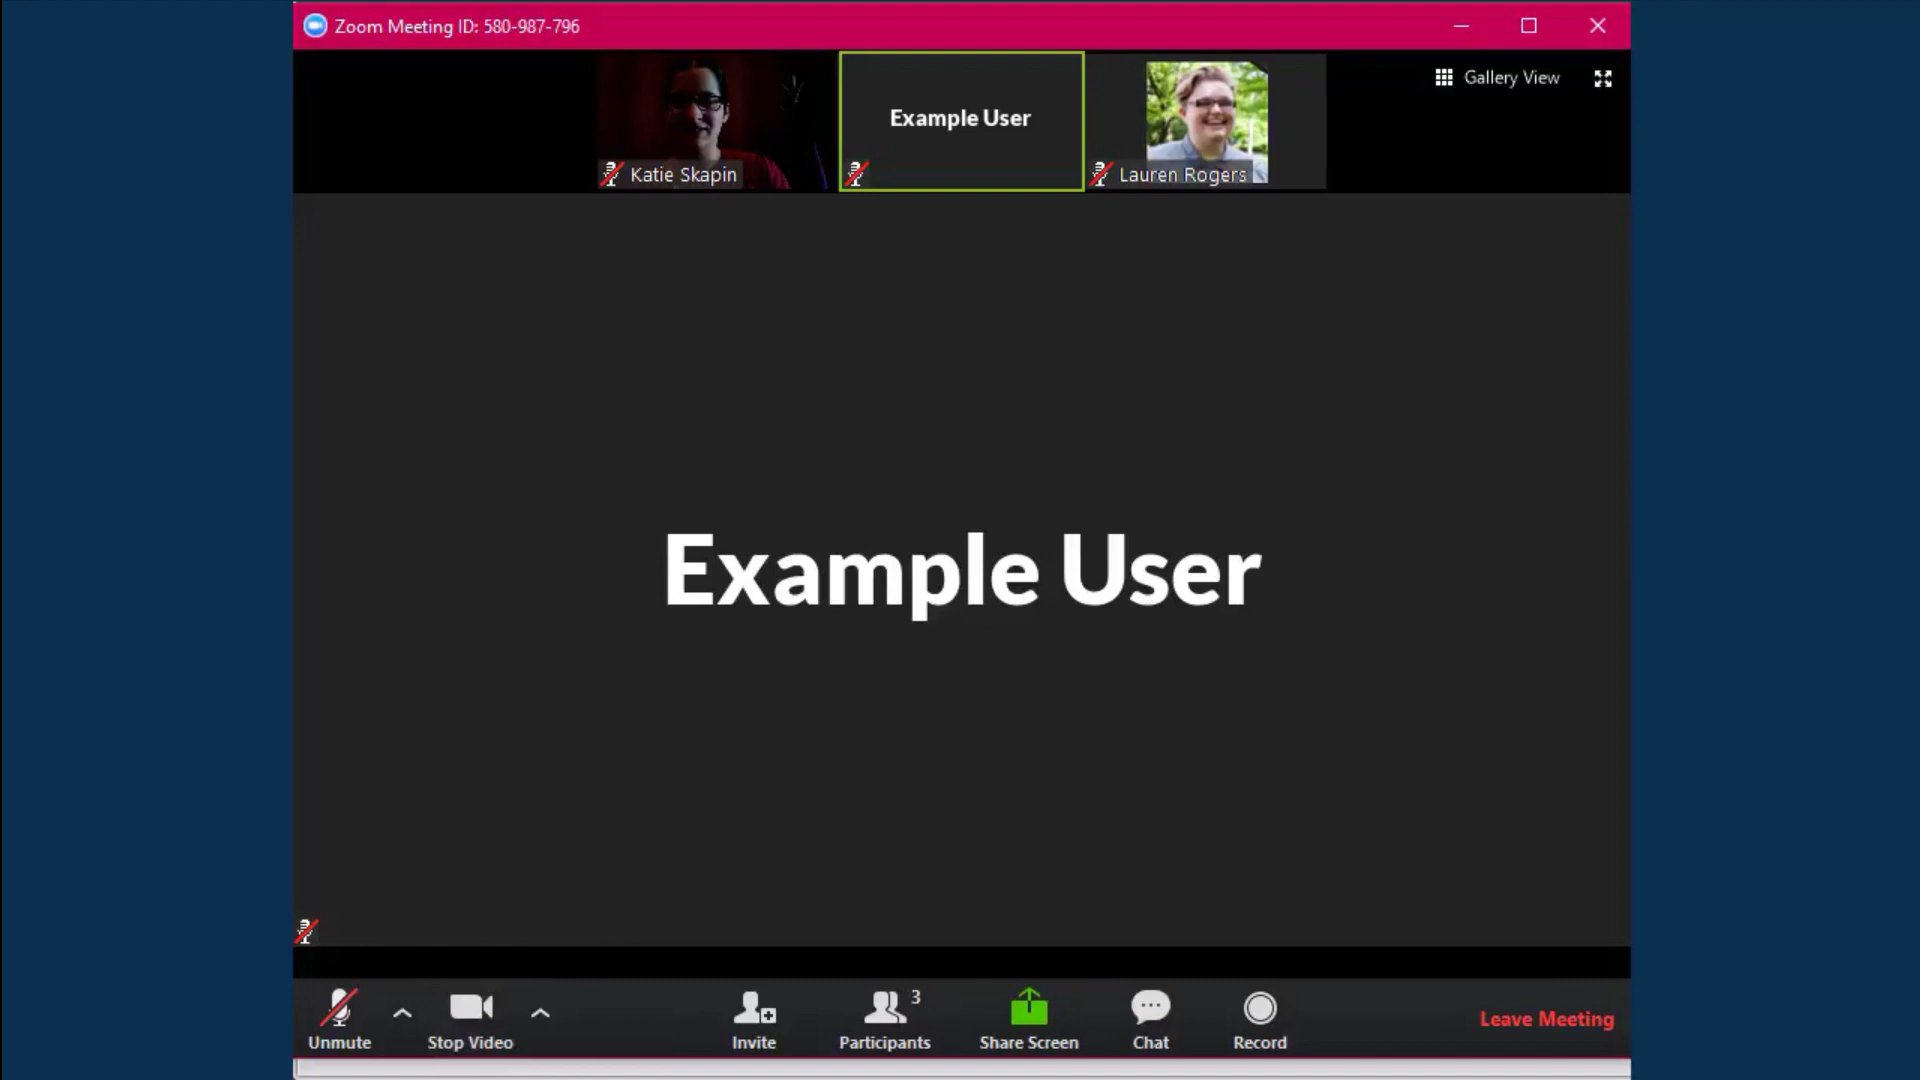 Zoom Meeting ID: 580-987-796
Gallery View
Example User
Katie Skapin
Lauren Rogers
Example User
3
Unmute
Stop Video
Invite
Participants
Share Screen
Chat
Record
Leave Meeting